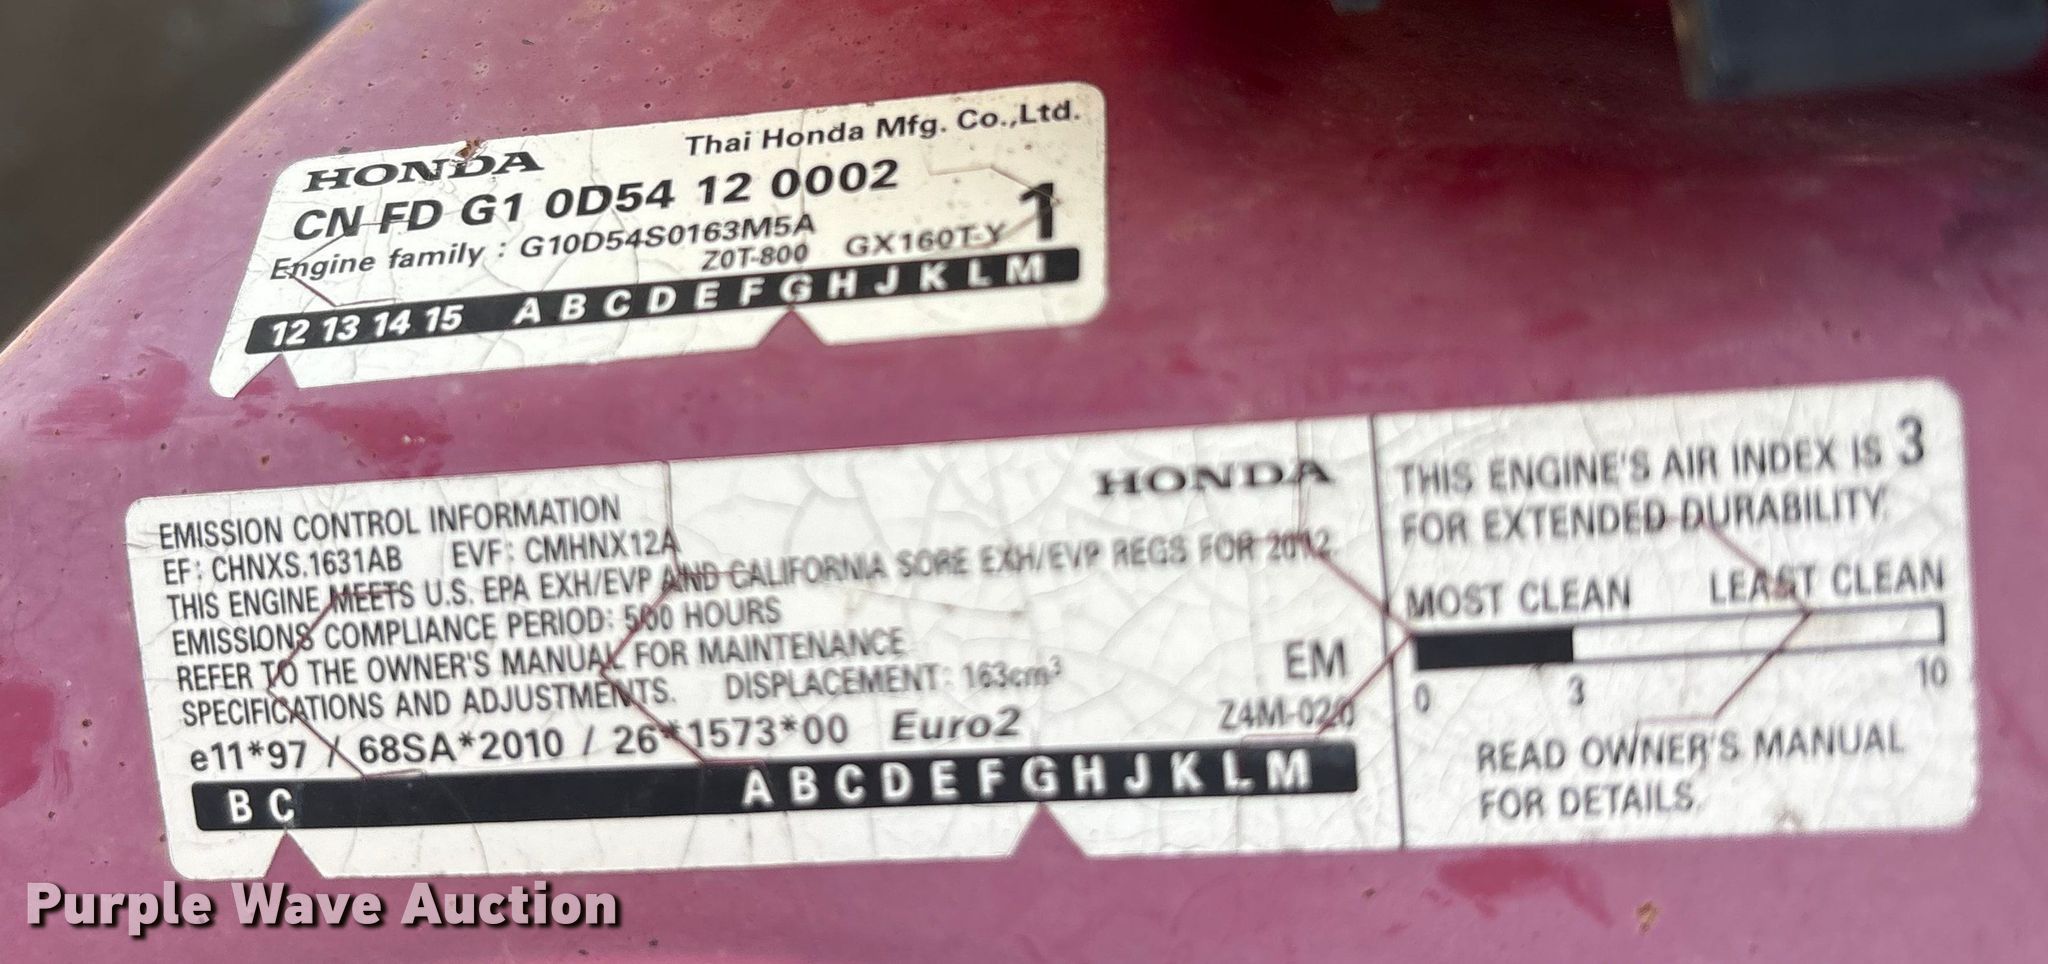 HONDA Thai Honda Mfg. Co.,Ltd.
CN FD G1 0D54 12 0002
Engine family : G10D54S0163M5A 1
Z0T-800 GX160T-Y
12 13 14 15 A B C D E F G H J K L M
HONDA
EMISSION CONTROL INFORMATION
EF: CHNXS.1631AB EVF: CMHNX12A
THIS ENGINE MEETS U.S. EPA EXH/EVP AND CALIFORNIA SORE EXH/EVP REGS FOR 2012
EMISSIONS COMPLIANCE PERIOD: 500 HOURS
REFER TO THE OWNER'S MANUAL FOR MAINTENANCE
SPECIFICATIONS AND ADJUSTMENTS. DISPLACEMENT: 163cm³ EM
e11*97 / 68SA*2010 / 26*1573*00 Euro2 Z4M-020
B C A B C D E F G H J K L M
THIS ENGINE'S AIR INDEX IS 3
FOR EXTENDED DURABILITY.
MOST CLEAN LEAST CLEAN
0 3 10
READ OWNER'S MANUAL
FOR DETAILS.
Purple Wave Auction